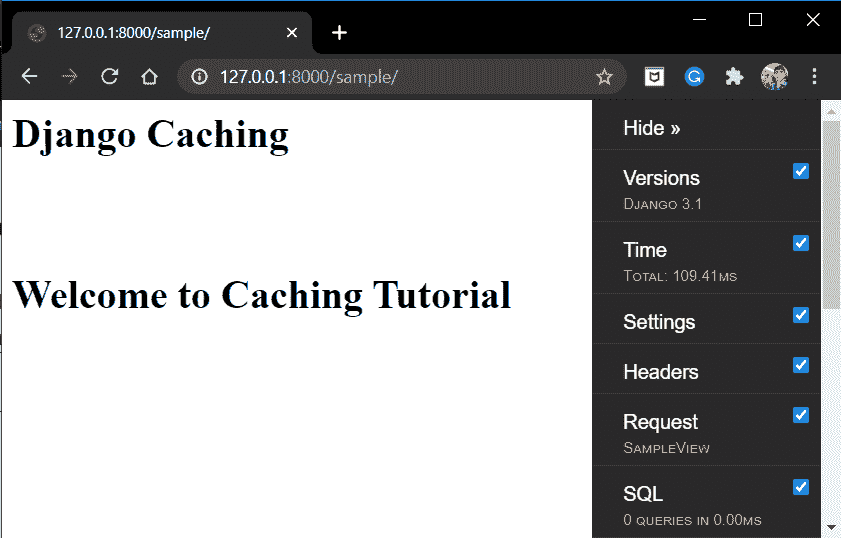 127.0.0.1:8000/sample/
127.0.0.1:8000/sample/
Django Caching
Welcome to Caching Tutorial
Hide »
Versions
Django 3.1
Time
Total: 109.41ms
Settings
Headers
Request
SampleView
SQL
0 queries in 0.00ms